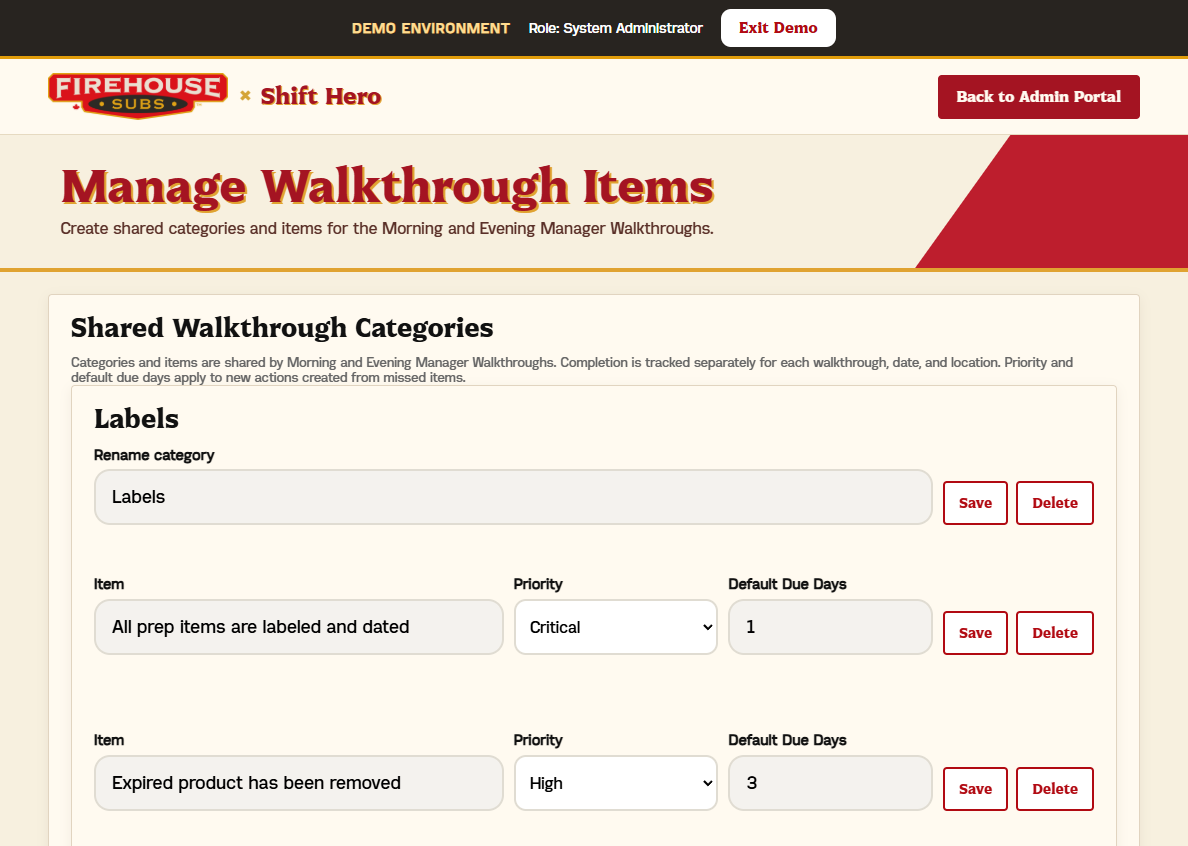 DEMO ENVIRONMENT Role: System Administrator Exit Demo
FIREHOUSE
SUBS
× Shift Hero
Back to Admin Portal
Manage Walkthrough Items
Create shared categories and items for the Morning and Evening Manager Walkthroughs.
Shared Walkthrough Categories
Categories and items are shared by Morning and Evening Manager Walkthroughs. Completion is tracked separately for each walkthrough, date, and location. Priority and
default due days apply to new actions created from missed items.
Labels
Rename category
Labels Save Delete
Item Priority Default Due Days
All prep items are labeled and dated Critical 1 Save Delete
Item Priority Default Due Days
Expired product has been removed High 3 Save Delete